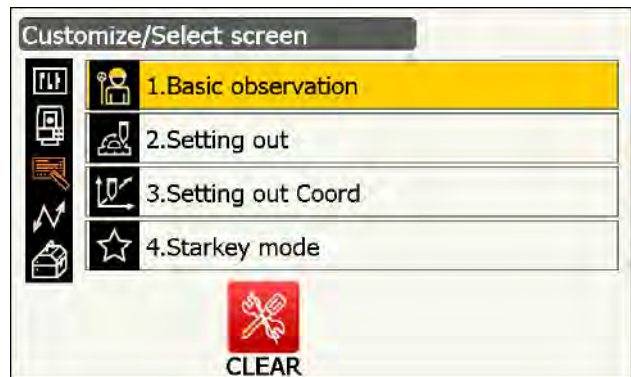 Customize/Select screen
1.Basic observation
2.Setting out
3.Setting out Coord
4.Starkey mode
CLEAR